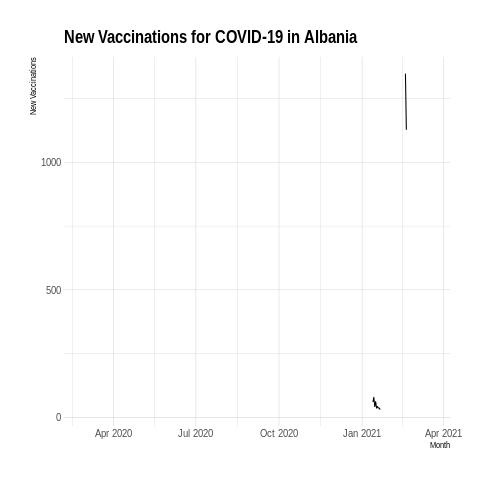 New Vaccinations for COVID-19 in Albania
New Vaccinations
1000
500
0
Apr 2020 Jul 2020 Oct 2020 Jan 2021 Apr 2021
Month